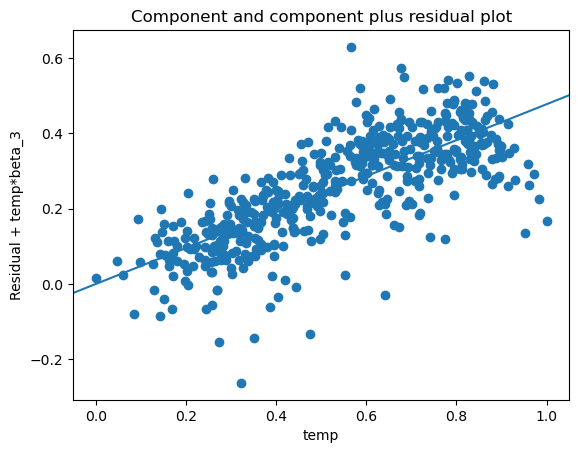 Component and component plus residual plot
Residual + temp*beta_3
0.6
0.4
0.2
0.0
−0.2
0.0 0.2 0.4 0.6 0.8 1.0
temp